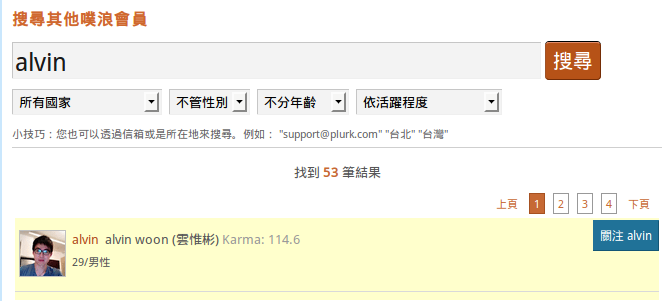 搜尋其他噗浪會員
alvin 搜尋
所有國家 不管性別 不分年齡 依活躍程度
小技巧：您也可以透過信箱或是所在地來搜尋。例如： "support@plurk.com" "台北" "台灣"
找到 53 筆結果
上頁 1 2 3 4 下頁
alvin alvin woon (雲惟彬) Karma: 114.6 關注 alvin
29/男性